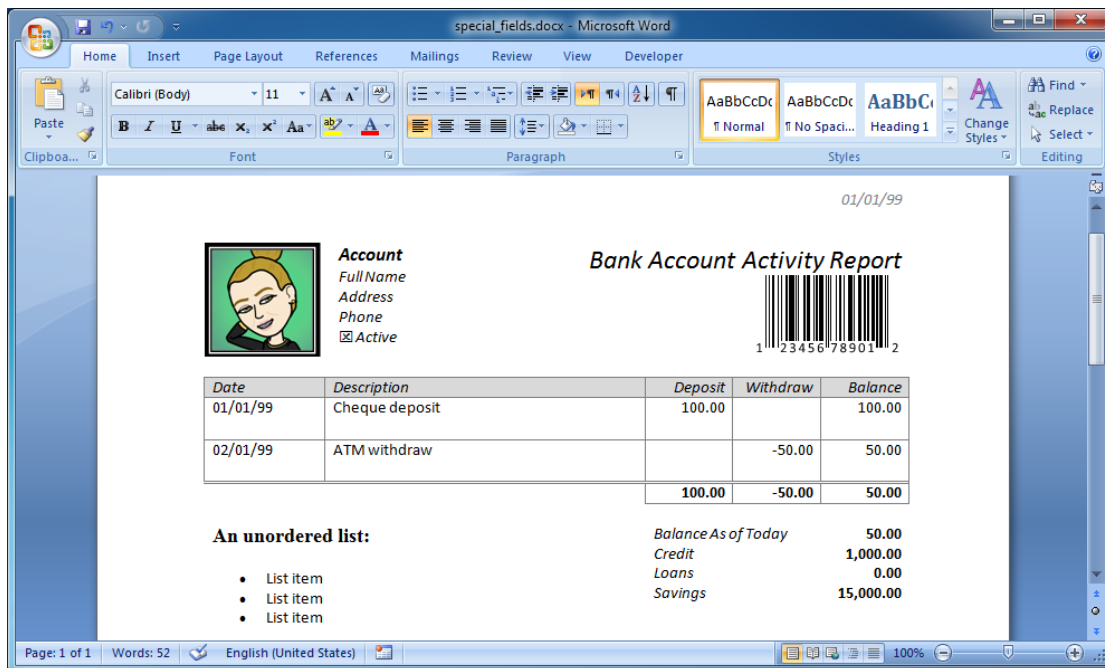 special_fields.docx - Microsoft Word
Home Insert Page Layout References Mailings Review View Developer
Paste
Clipboa...
Calibri (Body) 11
B I U abc x₂ x² Aa
Font
Paragraph
AaBbCcDc AaBbCcDc AaBbC
¶ Normal ¶ No Spaci... Heading 1
Change Styles
Styles
Find
Replace
Select
Editing
01/01/99
Account
Full Name
Address
Phone
☒ Active
Bank Account Activity Report
1 23456 78901 2
Date Description Deposit Withdraw Balance
01/01/99 Cheque deposit 100.00 100.00
02/01/99 ATM withdraw -50.00 50.00
100.00 -50.00 50.00
An unordered list:
• List item
• List item
• List item
Balance As of Today 50.00
Credit 1,000.00
Loans 0.00
Savings 15,000.00
Page: 1 of 1 Words: 52 English (United States) 100%